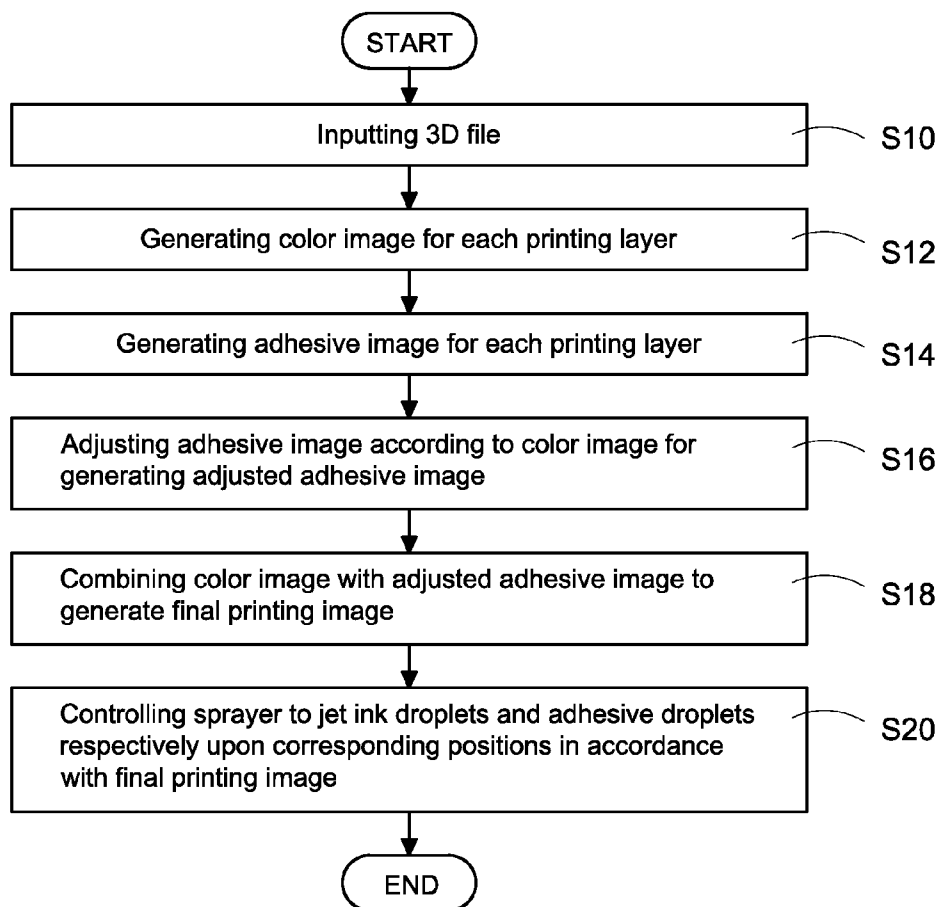 START
Inputting 3D file
S10
Generating color image for each printing layer
S12
Generating adhesive image for each printing layer
S14
Adjusting adhesive image according to color image for
generating adjusted adhesive image
S16
Combining color image with adjusted adhesive image to
generate final printing image
S18
Controlling sprayer to jet ink droplets and adhesive droplets
respectively upon corresponding positions in accordance
with final printing image
S20
END